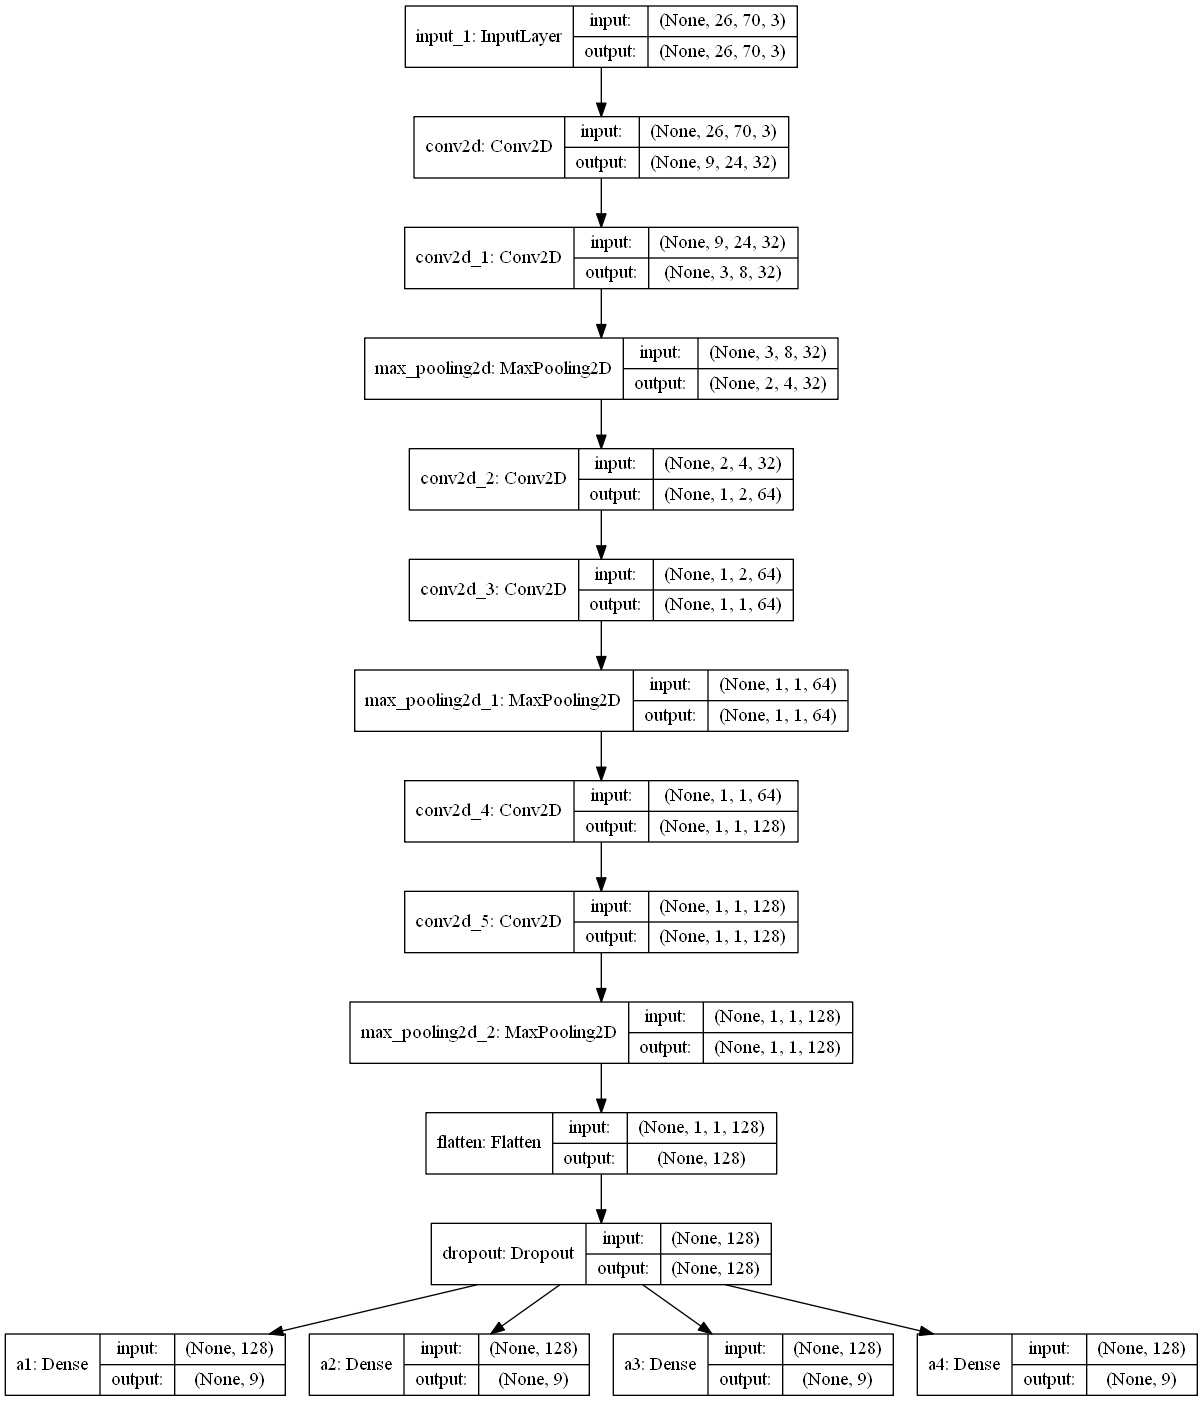 input_1: InputLayer
input: (None, 26, 70, 3)
output: (None, 26, 70, 3)
conv2d: Conv2D
input: (None, 26, 70, 3)
output: (None, 9, 24, 32)
conv2d_1: Conv2D
input: (None, 9, 24, 32)
output: (None, 3, 8, 32)
max_pooling2d: MaxPooling2D
input: (None, 3, 8, 32)
output: (None, 2, 4, 32)
conv2d_2: Conv2D
input: (None, 2, 4, 32)
output: (None, 1, 2, 64)
conv2d_3: Conv2D
input: (None, 1, 2, 64)
output: (None, 1, 1, 64)
max_pooling2d_1: MaxPooling2D
input: (None, 1, 1, 64)
output: (None, 1, 1, 64)
conv2d_4: Conv2D
input: (None, 1, 1, 64)
output: (None, 1, 1, 128)
conv2d_5: Conv2D
input: (None, 1, 1, 128)
output: (None, 1, 1, 128)
max_pooling2d_2: MaxPooling2D
input: (None, 1, 1, 128)
output: (None, 1, 1, 128)
flatten: Flatten
input: (None, 1, 1, 128)
output: (None, 128)
dropout: Dropout
input: (None, 128)
output: (None, 128)
a1: Dense
input: (None, 128)
output: (None, 9)
a2: Dense
input: (None, 128)
output: (None, 9)
a3: Dense
input: (None, 128)
output: (None, 9)
a4: Dense
input: (None, 128)
output: (None, 9)